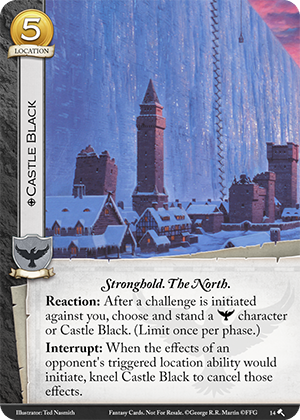 5
LOCATION
CASTLE BLACK
Stronghold. The North.
Reaction: After a challenge is initiated
against you, choose and stand a character
or Castle Black. (Limit once per phase.)
Interrupt: When the effects of an
opponent's triggered location ability would
initiate, kneel Castle Black to cancel those
effects.
Illustrator: Ted Nasmith
Fantasy Cards. Not For Resale. ©George R.R. Martin ©FFG
14